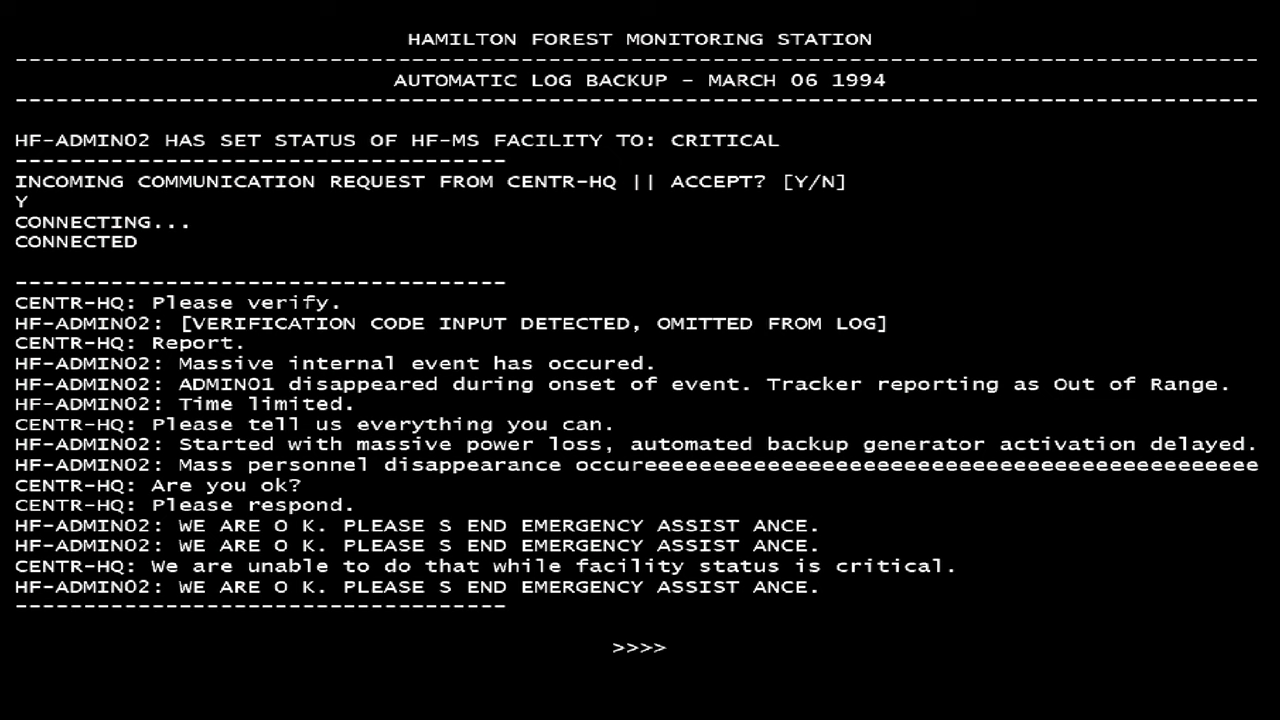 HAMILTON FOREST MONITORING STATION
-------------------------------------------------------------------------------------------
AUTOMATIC LOG BACKUP - MARCH 06 1994
-------------------------------------------------------------------------------------------
HF-ADMIN02 HAS SET STATUS OF HF-MS FACILITY TO: CRITICAL
------------------------------------
INCOMING COMMUNICATION REQUEST FROM CENTR-HQ || ACCEPT? [Y/N]
Y
CONNECTING...
CONNECTED
------------------------------------
CENTR-HQ: Please verify.
HF-ADMIN02: [VERIFICATION CODE INPUT DETECTED, OMITTED FROM LOG]
CENTR-HQ: Report.
HF-ADMIN02: Massive internal event has occured.
HF-ADMIN02: ADMIN01 disappeared during onset of event. Tracker reporting as Out of Range.
HF-ADMIN02: Time limited.
CENTR-HQ: Please tell us everything you can.
HF-ADMIN02: Started with massive power loss, automated backup generator activation delayed.
HF-ADMIN02: Mass personnel disappearance occureeeeeeeeeeeeeeeeeeeeeeeeeeeeeeeeeeeeeeeeeeeee
CENTR-HQ: Are you ok?
CENTR-HQ: Please respond.
HF-ADMIN02: WE ARE O K. PLEASE S END EMERGENCY ASSIST ANCE.
HF-ADMIN02: WE ARE O K. PLEASE S END EMERGENCY ASSIST ANCE.
CENTR-HQ: We are unable to do that while facility status is critical.
HF-ADMIN02: WE ARE O K. PLEASE S END EMERGENCY ASSIST ANCE.
------------------------------------
>>>>